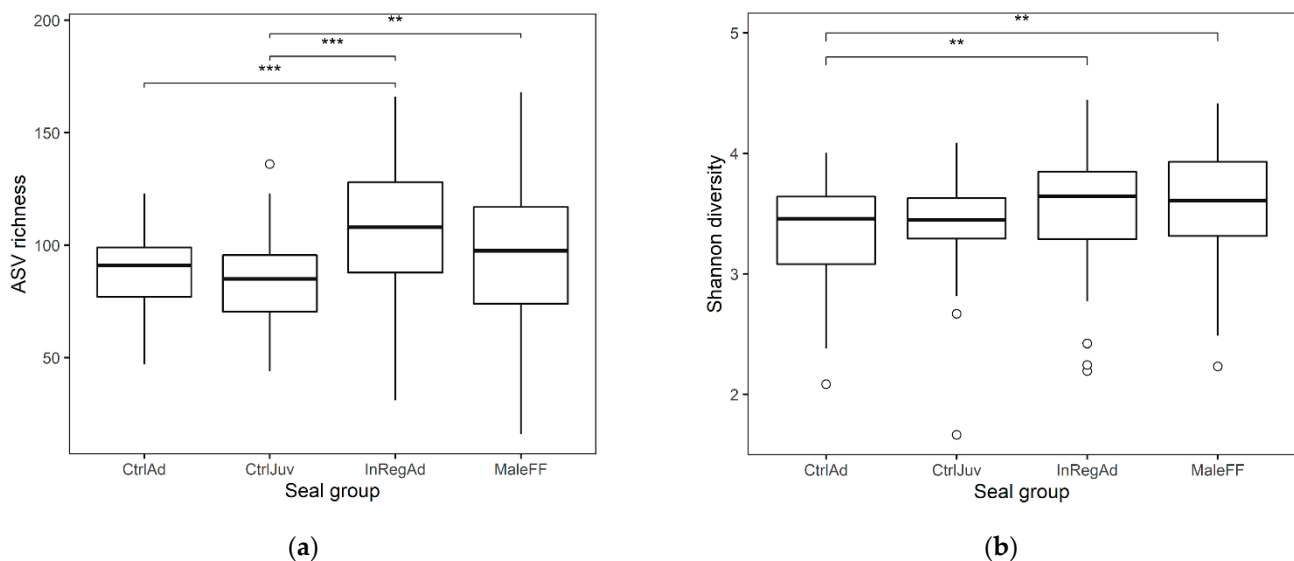 200
150
100
50
ASV richness
**
***
***
CtrlAd CtrlJuv InRegAd MaleFF
Seal group
(a)
5
4
3
2
Shannon diversity
**
**
CtrlAd CtrlJuv InRegAd MaleFF
Seal group
(b)